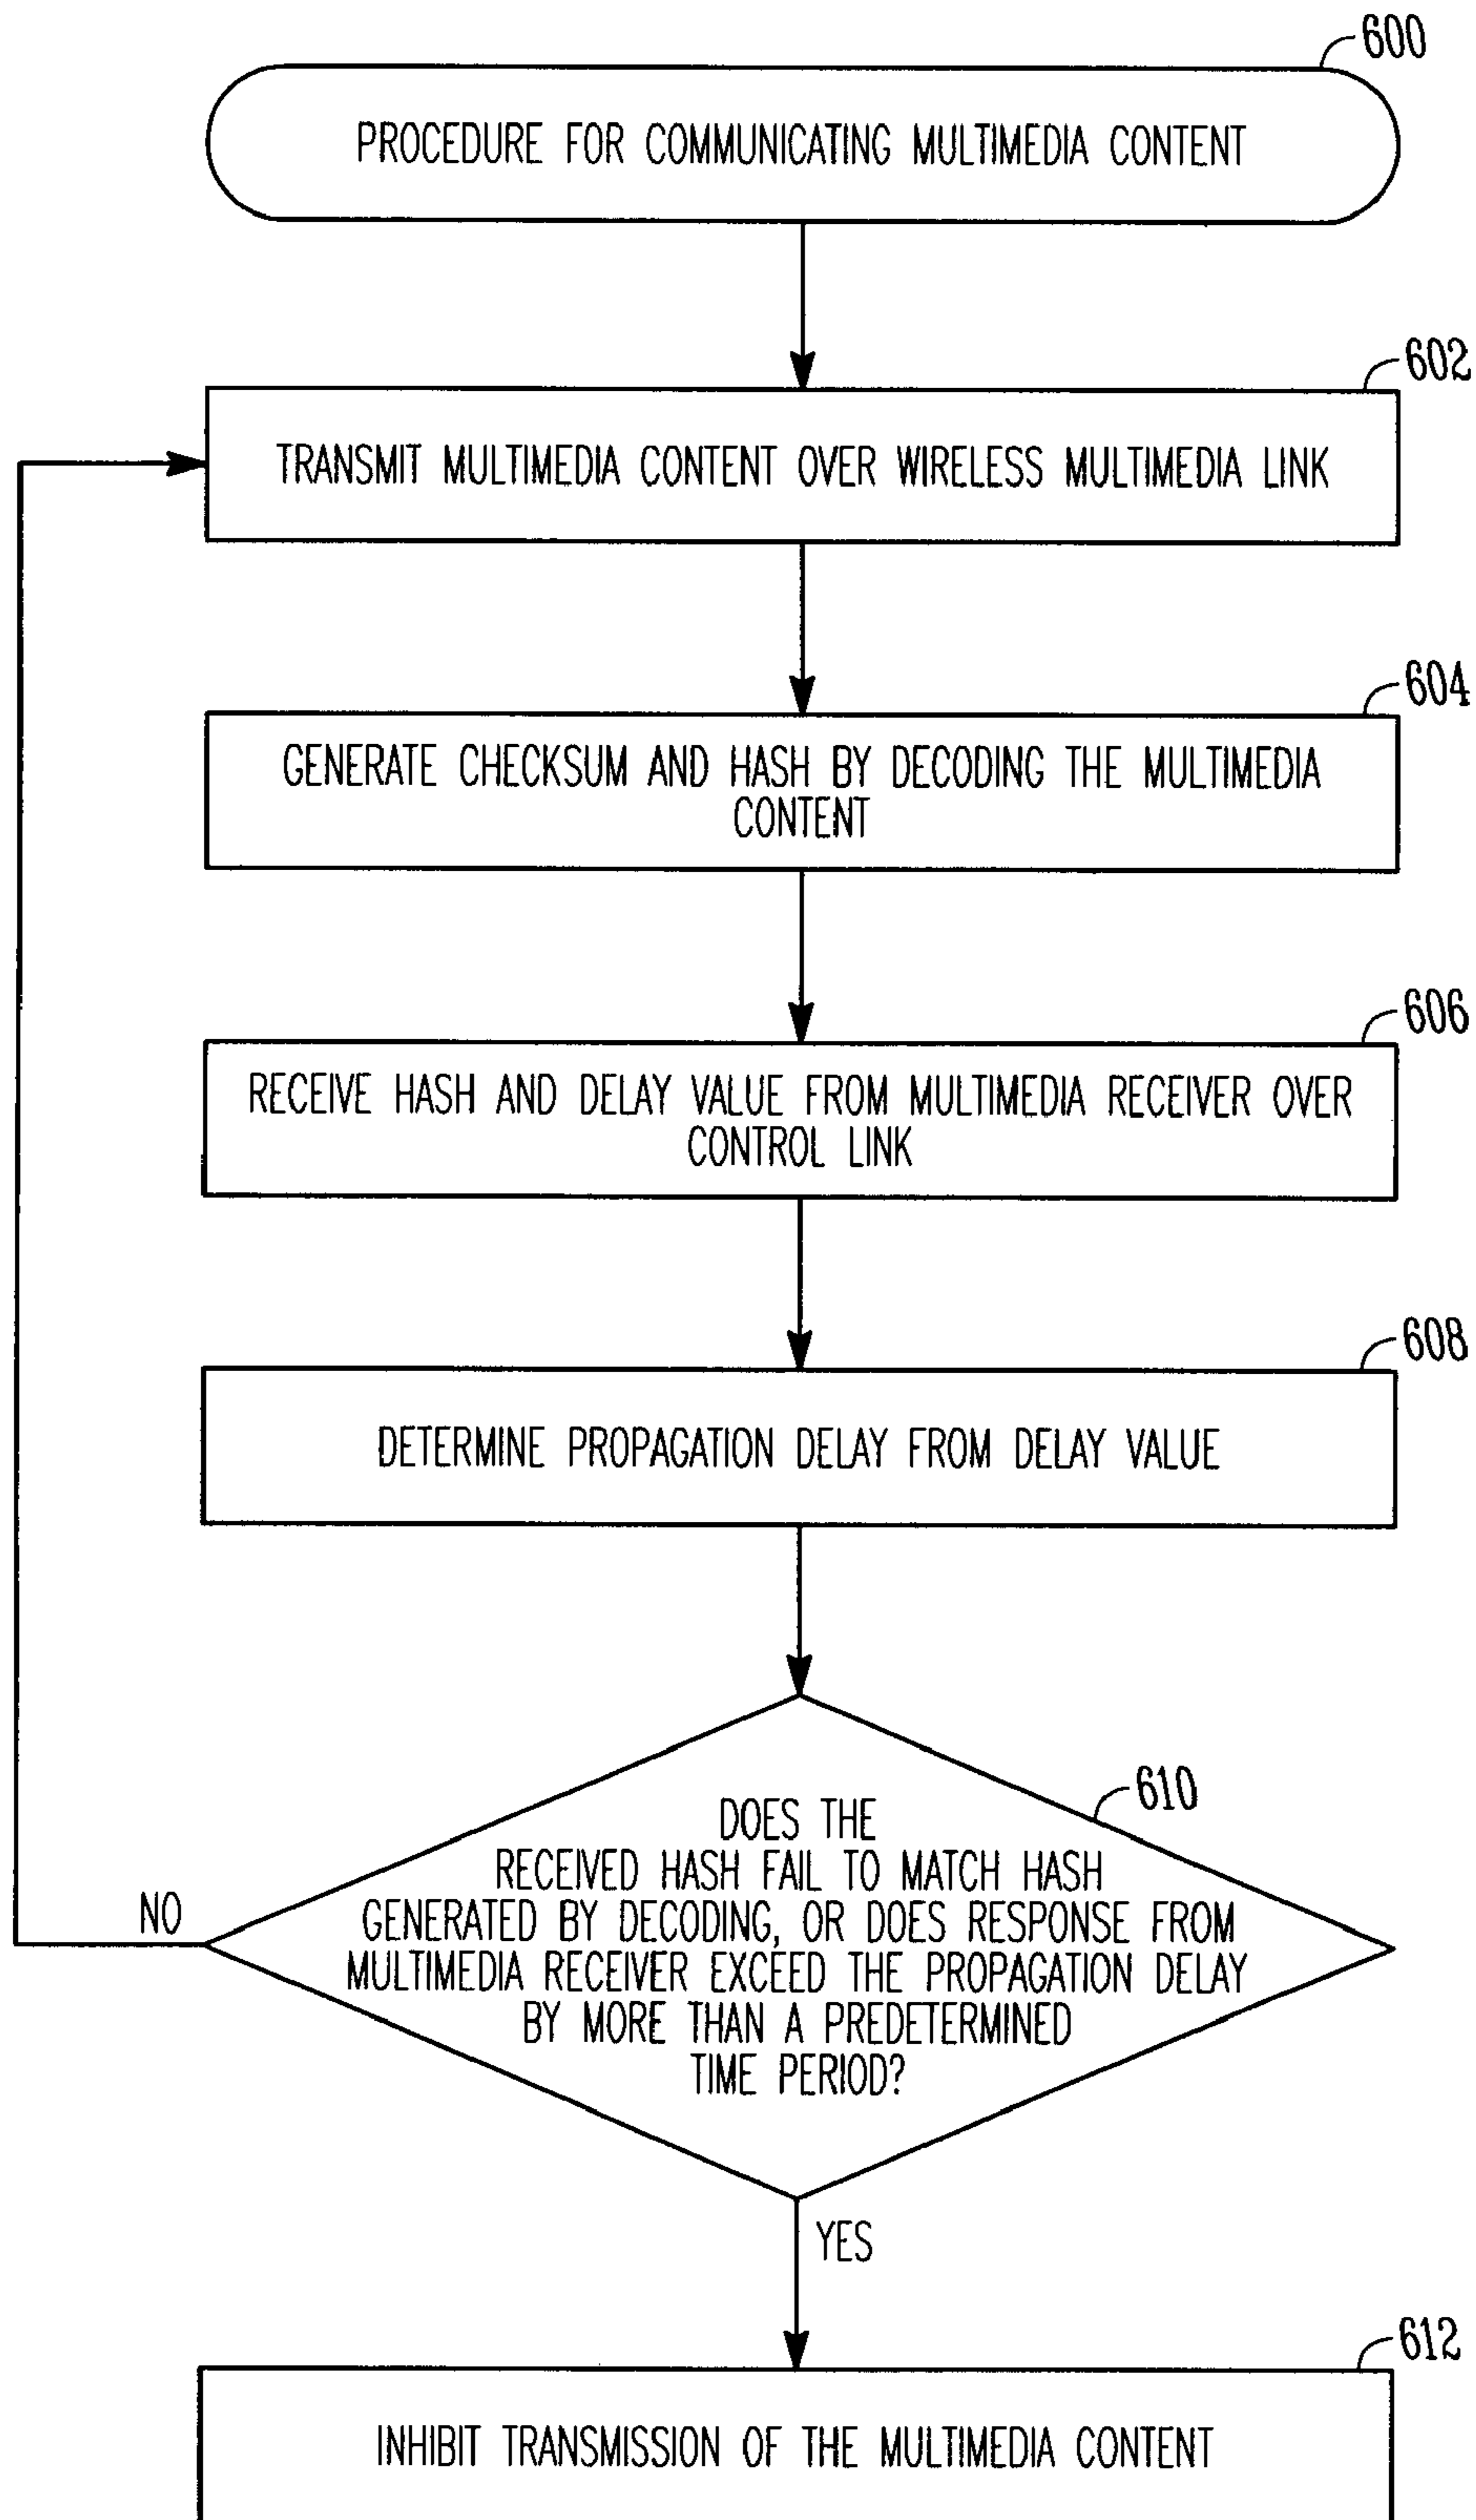 600
PROCEDURE FOR COMMUNICATING MULTIMEDIA CONTENT
602
TRANSMIT MULTIMEDIA CONTENT OVER WIRELESS MULTIMEDIA LINK
604
GENERATE CHECKSUM AND HASH BY DECODING THE MULTIMEDIA
CONTENT
606
RECEIVE HASH AND DELAY VALUE FROM MULTIMEDIA RECEIVER OVER
CONTROL LINK
608
DETERMINE PROPAGATION DELAY FROM DELAY VALUE
610
DOES THE
RECEIVED HASH FAIL TO MATCH HASH
GENERATED BY DECODING, OR DOES RESPONSE FROM
MULTIMEDIA RECEIVER EXCEED THE PROPAGATION DELAY
BY MORE THAN A PREDETERMINED
TIME PERIOD?
NO
YES
612
INHIBIT TRANSMISSION OF THE MULTIMEDIA CONTENT